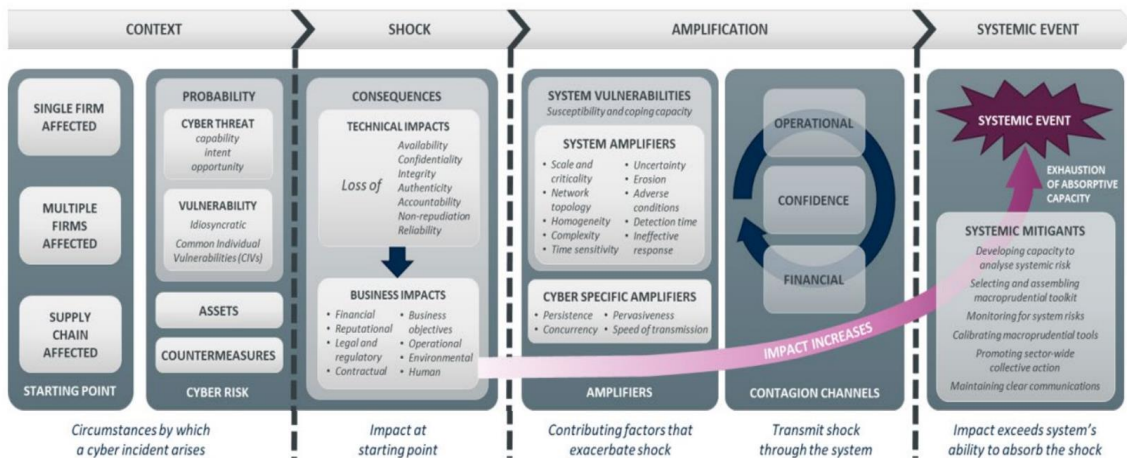 CONTEXT
SHOCK
AMPLIFICATION
SYSTEMIC EVENT
SINGLE FIRM
AFFECTED
MULTIPLE
FIRMS
AFFECTED
SUPPLY
CHAIN
AFFECTED
STARTING POINT
PROBABILITY
CYBER THREAT
capability
intent
opportunity
VULNERABILITY
Idiosyncratic
Common Individual
Vulnerabilities (CIVs)
ASSETS
COUNTERMEASURES
CYBER RISK
Circumstances by which
a cyber incident arises
CONSEQUENCES
TECHNICAL IMPACTS
Loss of
Availability
Confidentiality
Integrity
Authenticity
Accountability
Non-repudiation
Reliability
BUSINESS IMPACTS
• Financial
• Reputational
• Legal and
regulatory
• Contractual
• Business
objectives
• Operational
• Environmental
• Human
Impact at
starting point
SYSTEM VULNERABILITIES
Susceptibility and coping capacity
SYSTEM AMPLIFIERS
• Scale and
criticality
• Network
topology
• Homogeneity
• Complexity
• Time sensitivity
• Uncertainty
• Erosion
• Adverse
conditions
• Detection time
• Ineffective
response
CYBER SPECIFIC AMPLIFIERS
• Persistence
• Concurrency
• Pervasiveness
• Speed of transmission
AMPLIFIERS
Contributing factors that
exacerbate shock
OPERATIONAL
CONFIDENCE
FINANCIAL
IMPACT INCREASES
CONTAGION CHANNELS
Transmit shock
through the system
SYSTEMIC EVENT
EXHAUSTION
OF ABSORPTIVE
CAPACITY
SYSTEMIC MITIGANTS
Developing capacity to
analyse systemic risk
Selecting and assembling
macroprudential toolkit
Monitoring for system risks
Calibrating macroprudential tools
Promoting sector-wide
collective action
Maintaining clear communications
Impact exceeds system's
ability to absorb the shock